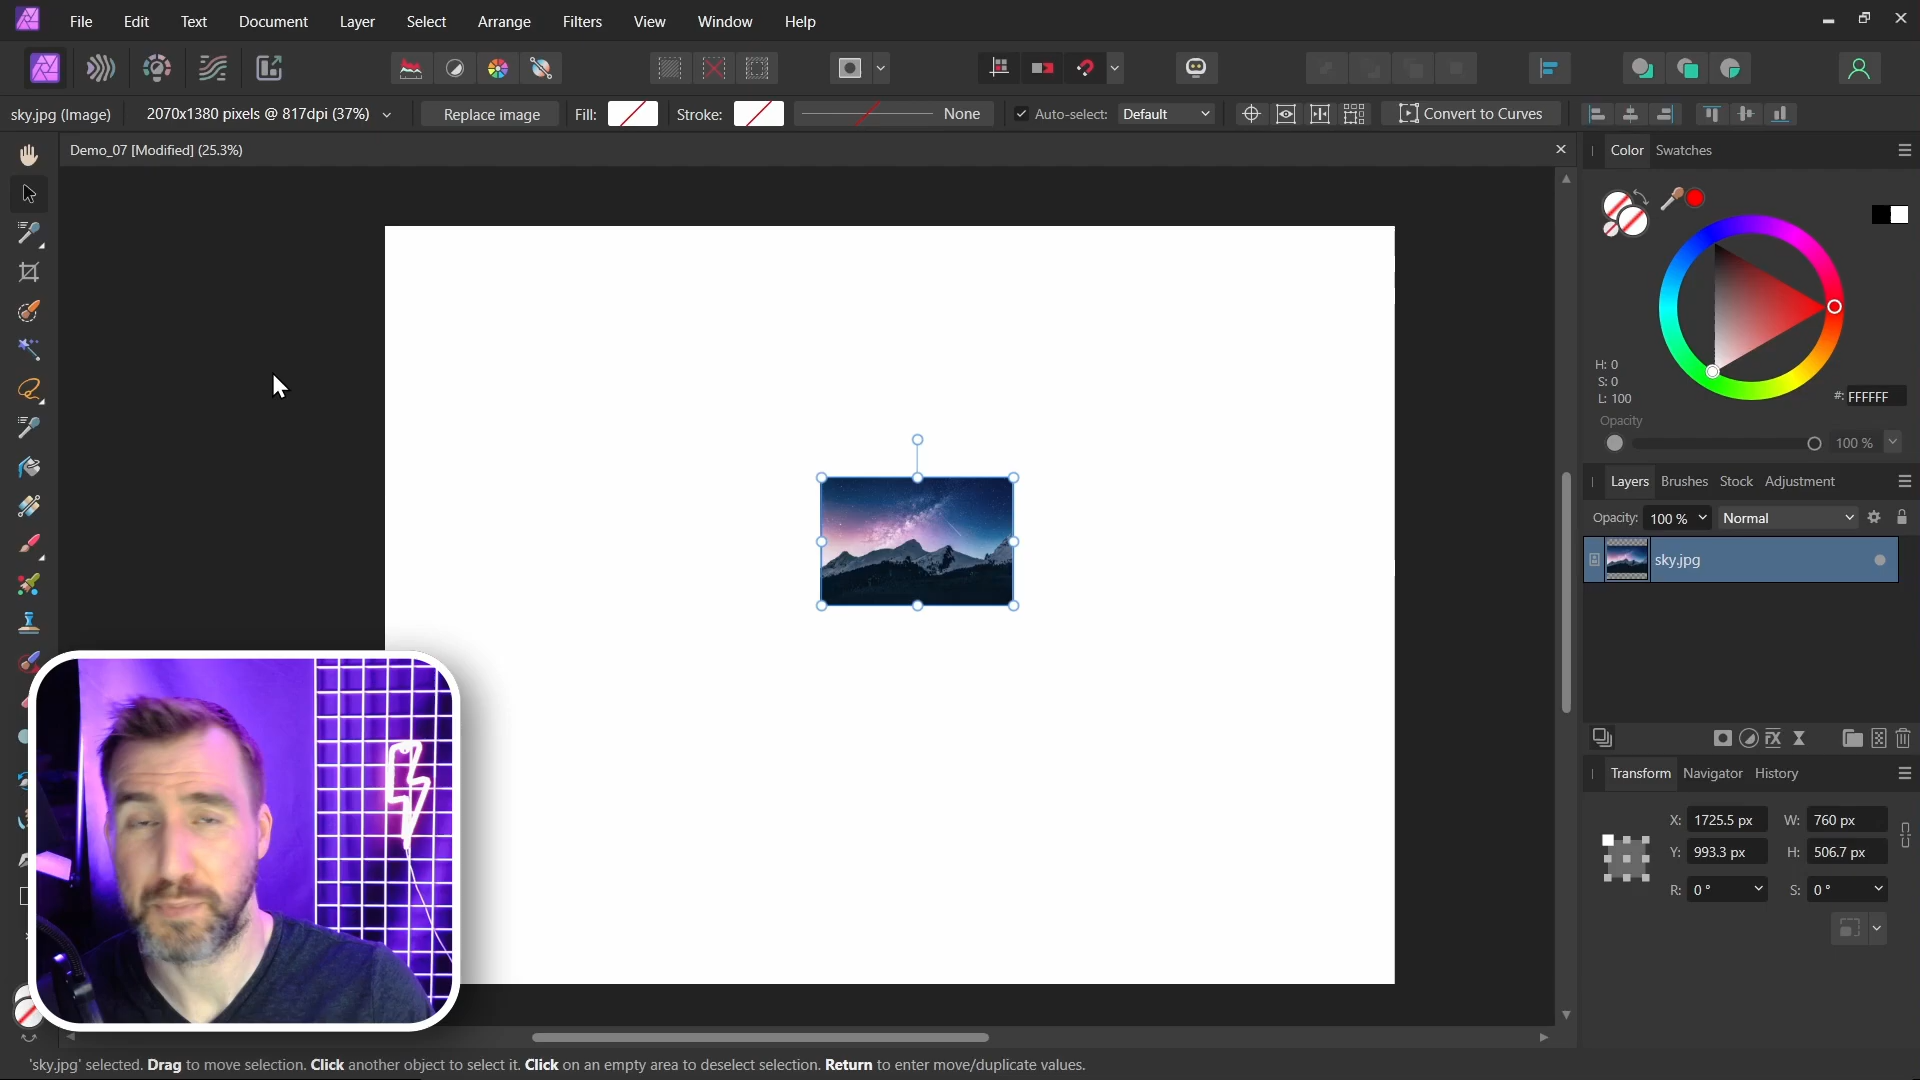 File Edit Text Document Layer Select Arrange Filters View Window Help
sky.jpg (Image) 2070x1380 pixels @ 817dpi (37%) Replace image Fill: Stroke: None Auto-select: Default Convert to Curves
Demo_07 [Modified] (25.3%)
Color Swatches
H: 0
S: 0
L: 100
#: FFFFFF
Opacity
100 %
Layers Brushes Stock Adjustment
Opacity: 100 % Normal
sky.jpg
Transform Navigator History
X: 1725.5 px W: 760 px
Y: 993.3 px H: 506.7 px
R: 0 ° S: 0 °
'sky.jpg' selected. Drag to move selection. Click another object to select it. Click on an empty area to deselect selection. Return to enter move/duplicate values.